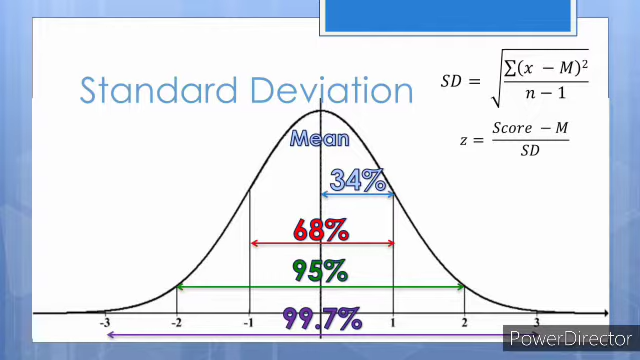 Standard Deviation
SD = √(∑(x − M)² / (n − 1))
z = (Score − M) / SD
Mean
34%
68%
95%
99.7%
-3 -2 -1 1 2 3
PowerDirector